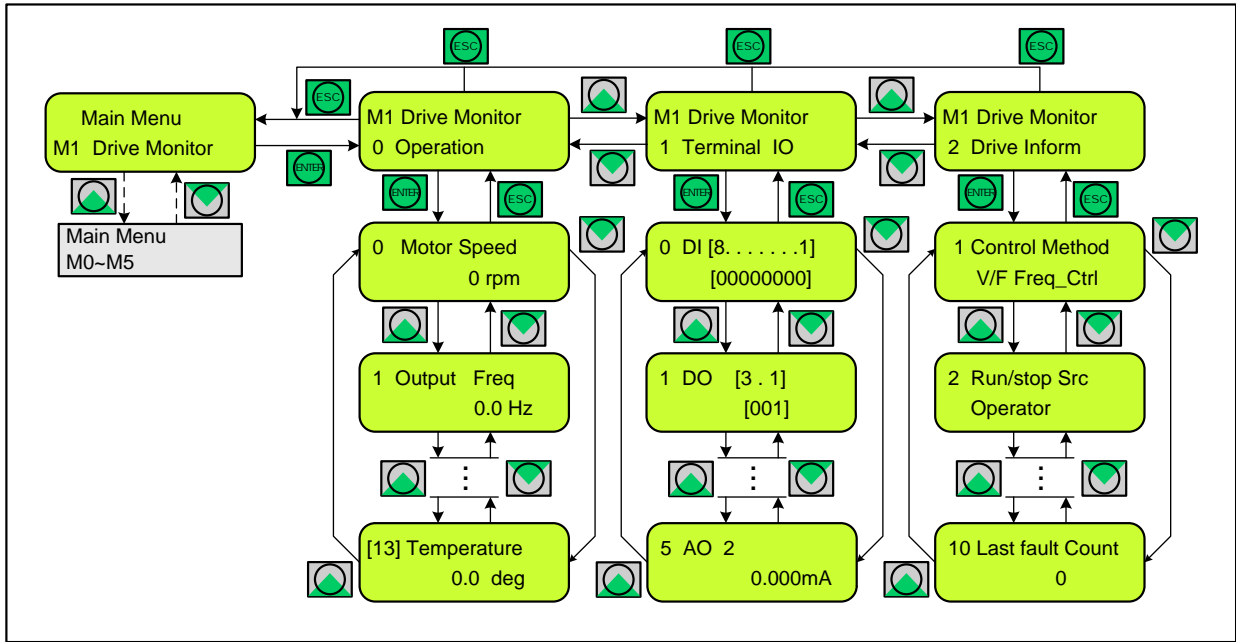 ESC
ESC
ESC
ESC
Main Menu
M1 Drive Monitor
ENTER
M1 Drive Monitor
0 Operation
M1 Drive Monitor
1 Terminal IO
M1 Drive Monitor
2 Drive Inform
Main Menu
M0~M5
ENTER
ESC
ENTER
ESC
ENTER
ESC
0 Motor Speed
0 rpm
0 DI [8. . . . . . .1]
[00000000]
1 Control Method
V/F Freq_Ctrl
1 Output Freq
0.0 Hz
1 DO [3 . 1]
[001]
2 Run/stop Src
Operator
[13] Temperature
0.0 deg
5 AO 2
0.000mA
10 Last fault Count
0